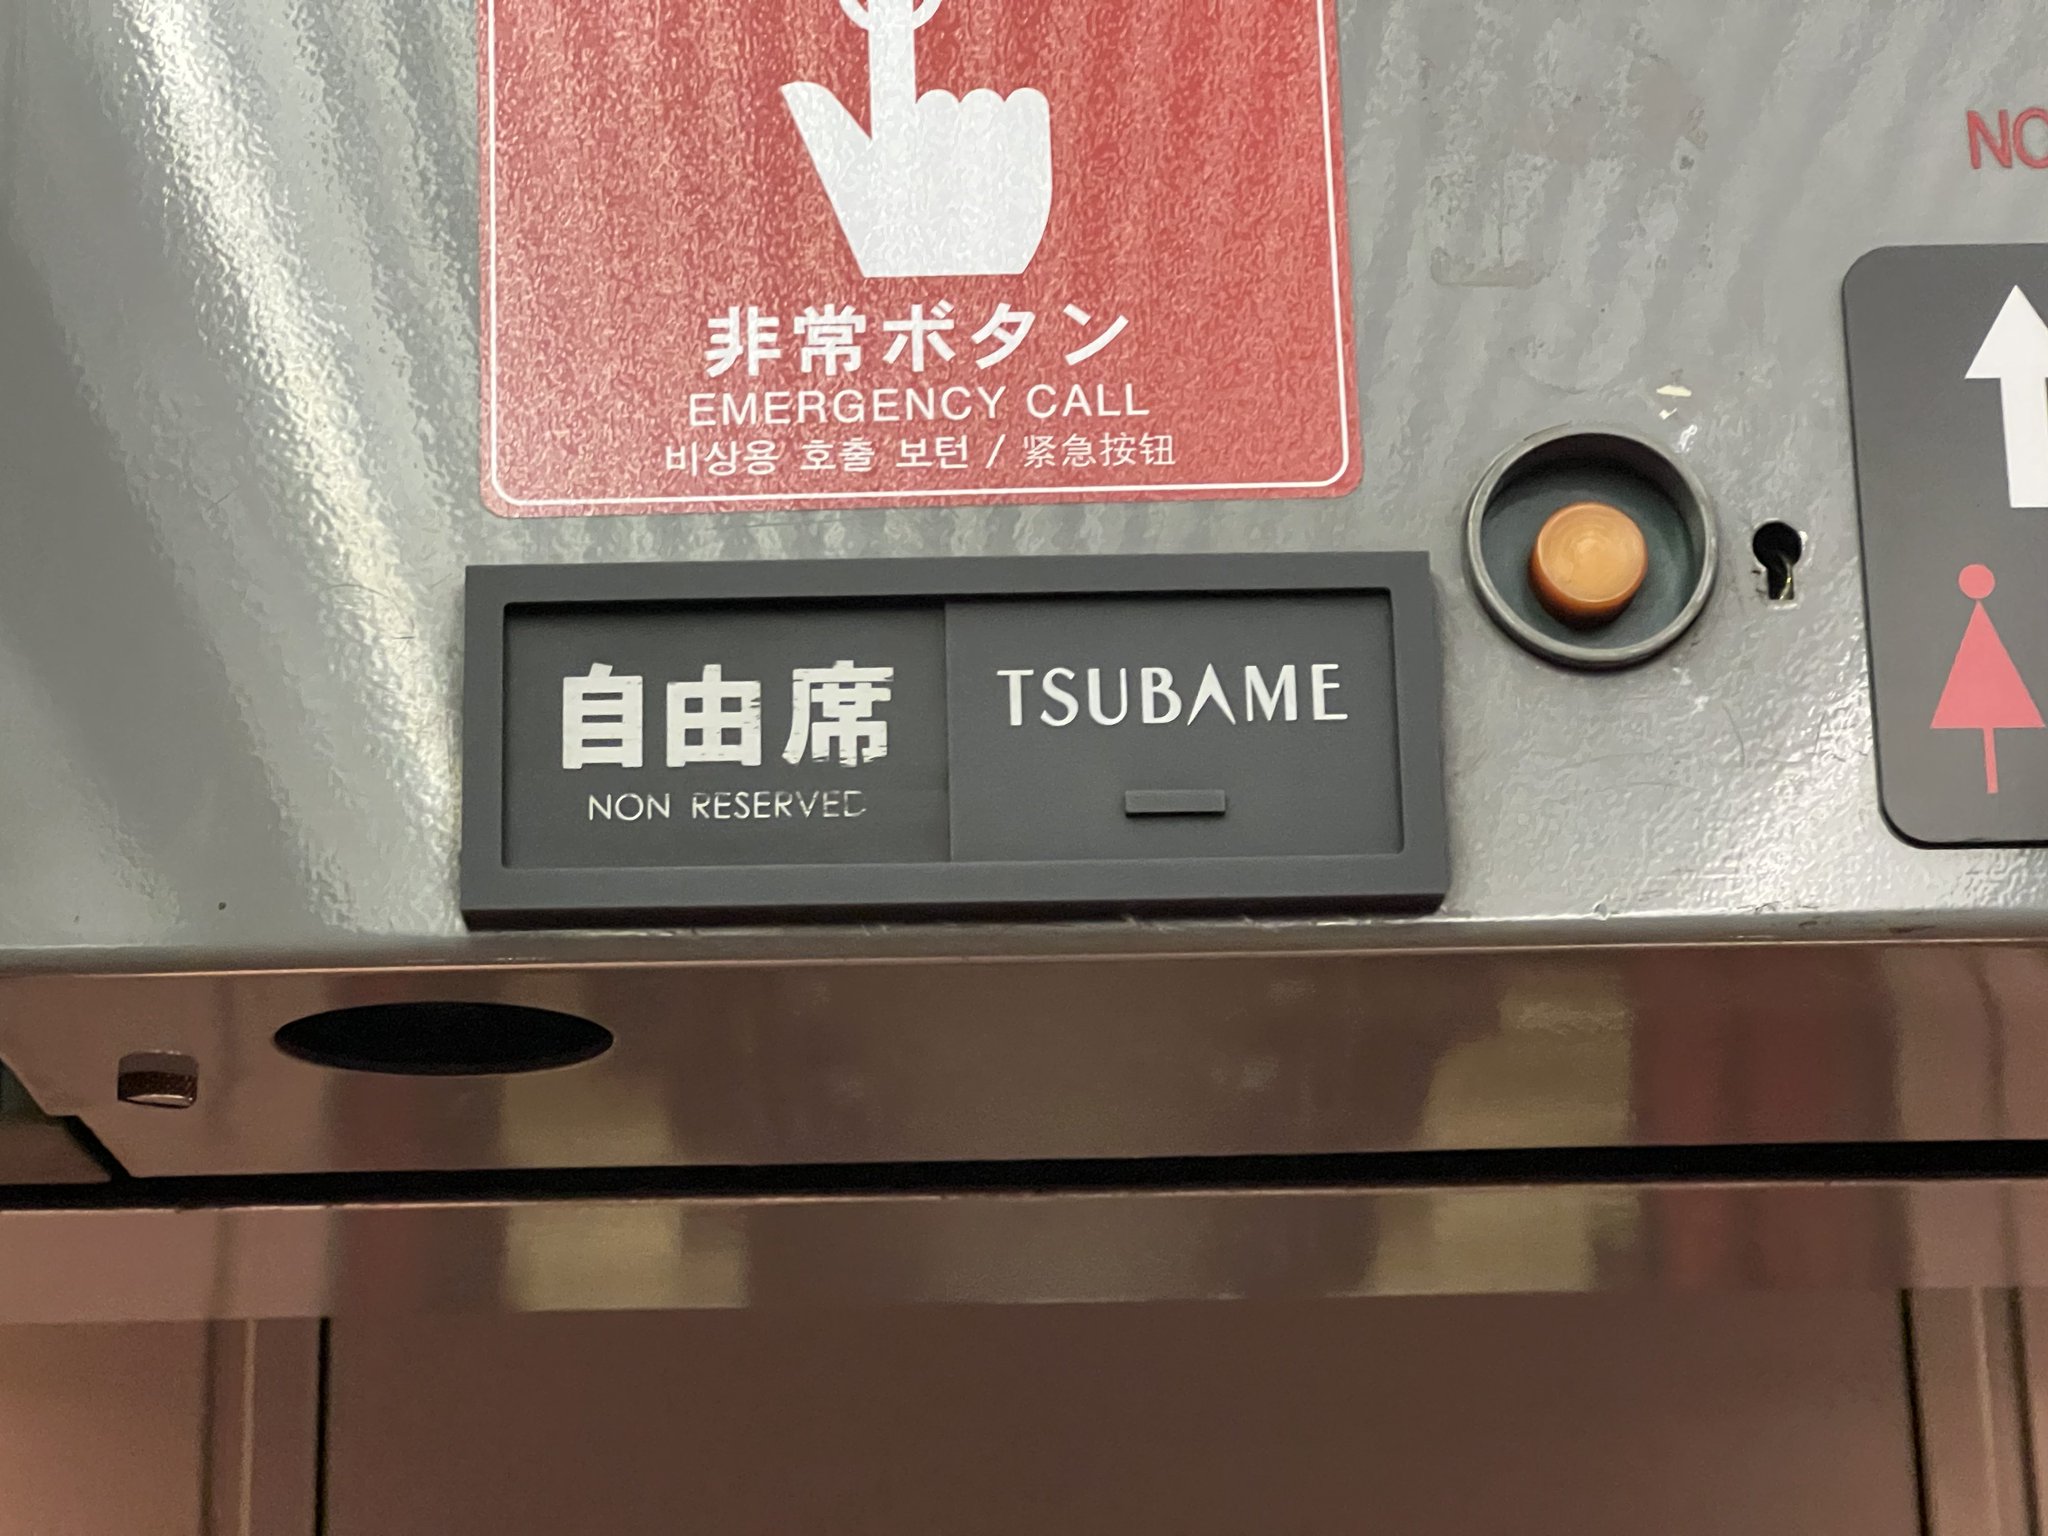 非常ボタン
EMERGENCY CALL
비상용 호출 보턴 / 紧急按钮
自由席
NON RESERVED
TSUBAME